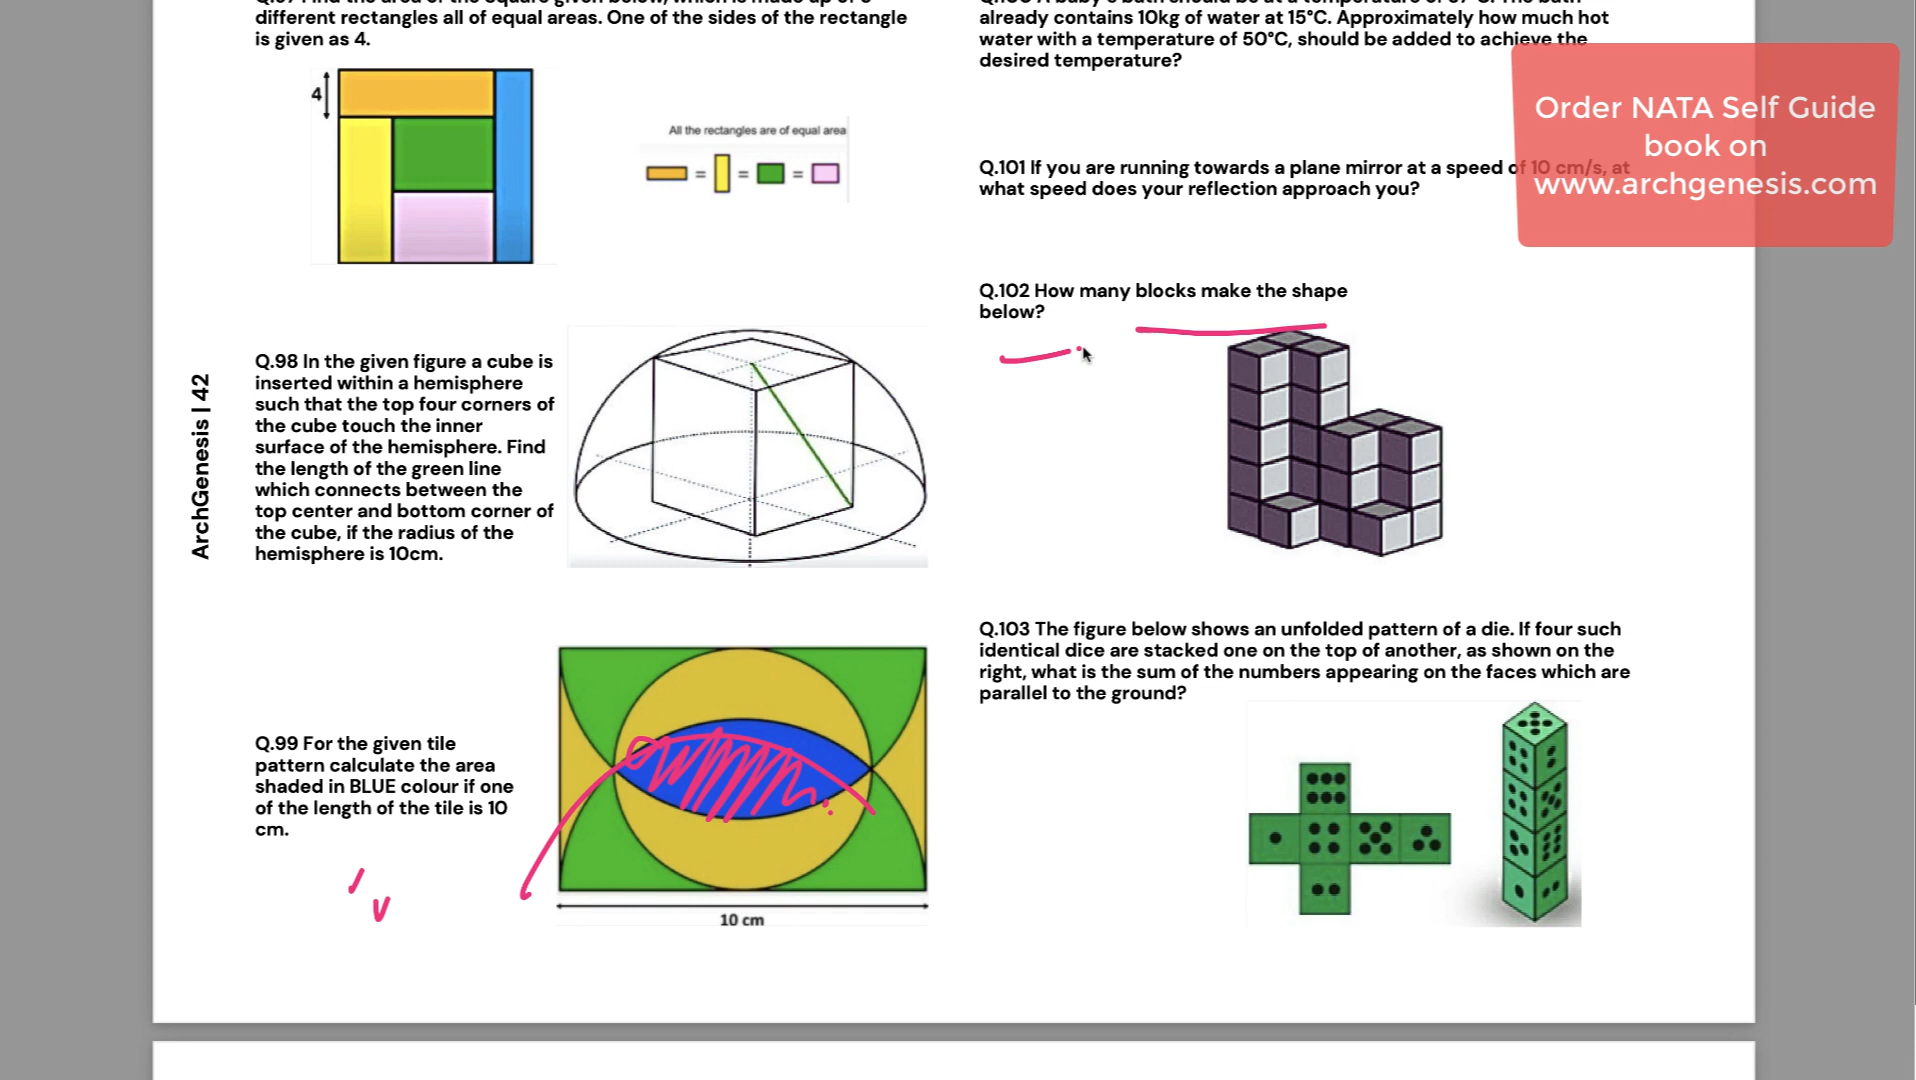 different rectangles all of equal areas. One of the sides of the rectangle
is given as 4.
4
All the rectangles are of equal area
= = =
ArchGenesis | 42
Q.98 In the given figure a cube is
inserted within a hemisphere
such that the top four corners of
the cube touch the inner
surface of the hemisphere. Find
the length of the green line
which connects between the
top center and bottom corner of
the cube, if the radius of the
hemisphere is 10cm.
Q.99 For the given tile
pattern calculate the area
shaded in BLUE colour if one
of the length of the tile is 10
cm.
10 cm
already contains 10kg of water at 15°C. Approximately how much hot
water with a temperature of 50°C, should be added to achieve the
desired temperature?
Q.101 If you are running towards a plane mirror at a speed of 10 cm/s, at
what speed does your reflection approach you?
Order NATA Self Guide
book on
www.archgenesis.com
Q.102 How many blocks make the shape
below?
Q.103 The figure below shows an unfolded pattern of a die. If four such
identical dice are stacked one on the top of another, as shown on the
right, what is the sum of the numbers appearing on the faces which are
parallel to the ground?